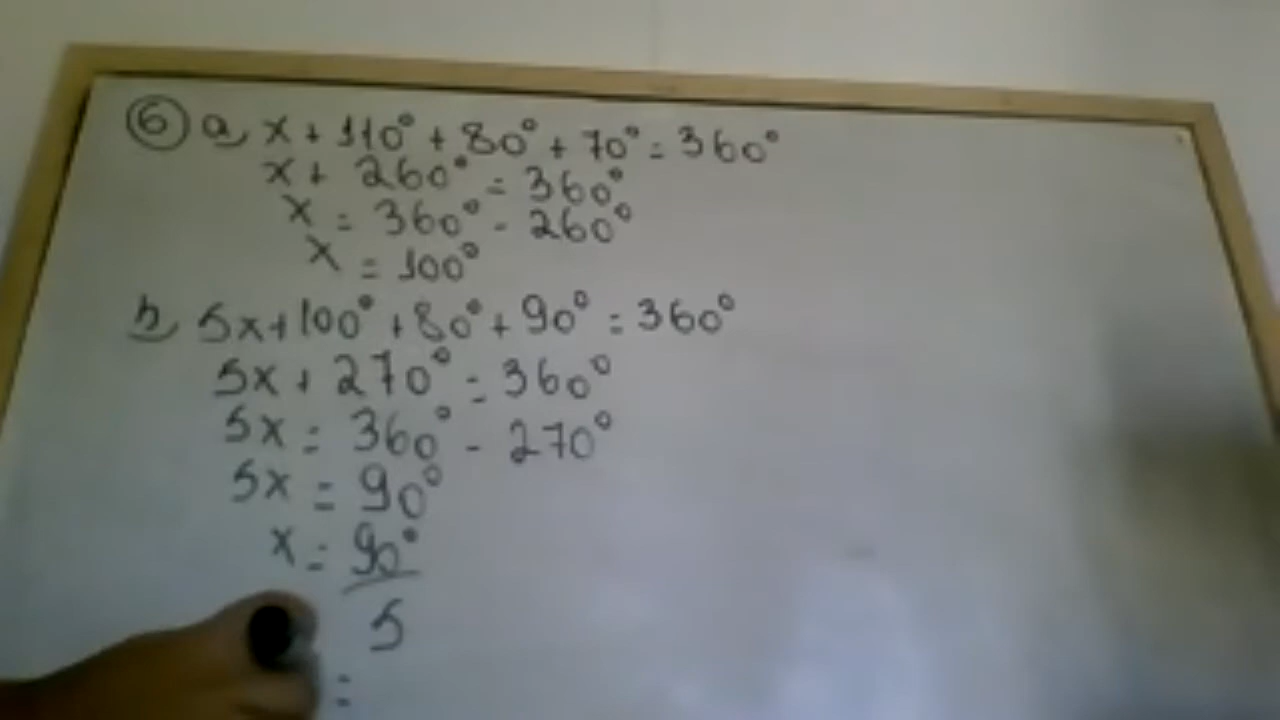 6 a) x + 110° + 80° + 70° = 360°
x + 260° = 360°
x = 360° - 260°
x = 100°
b) 5x + 100° + 80° + 90° = 360°
5x + 270° = 360°
5x = 360° - 270°
5x = 90°
x = 90°
5
=